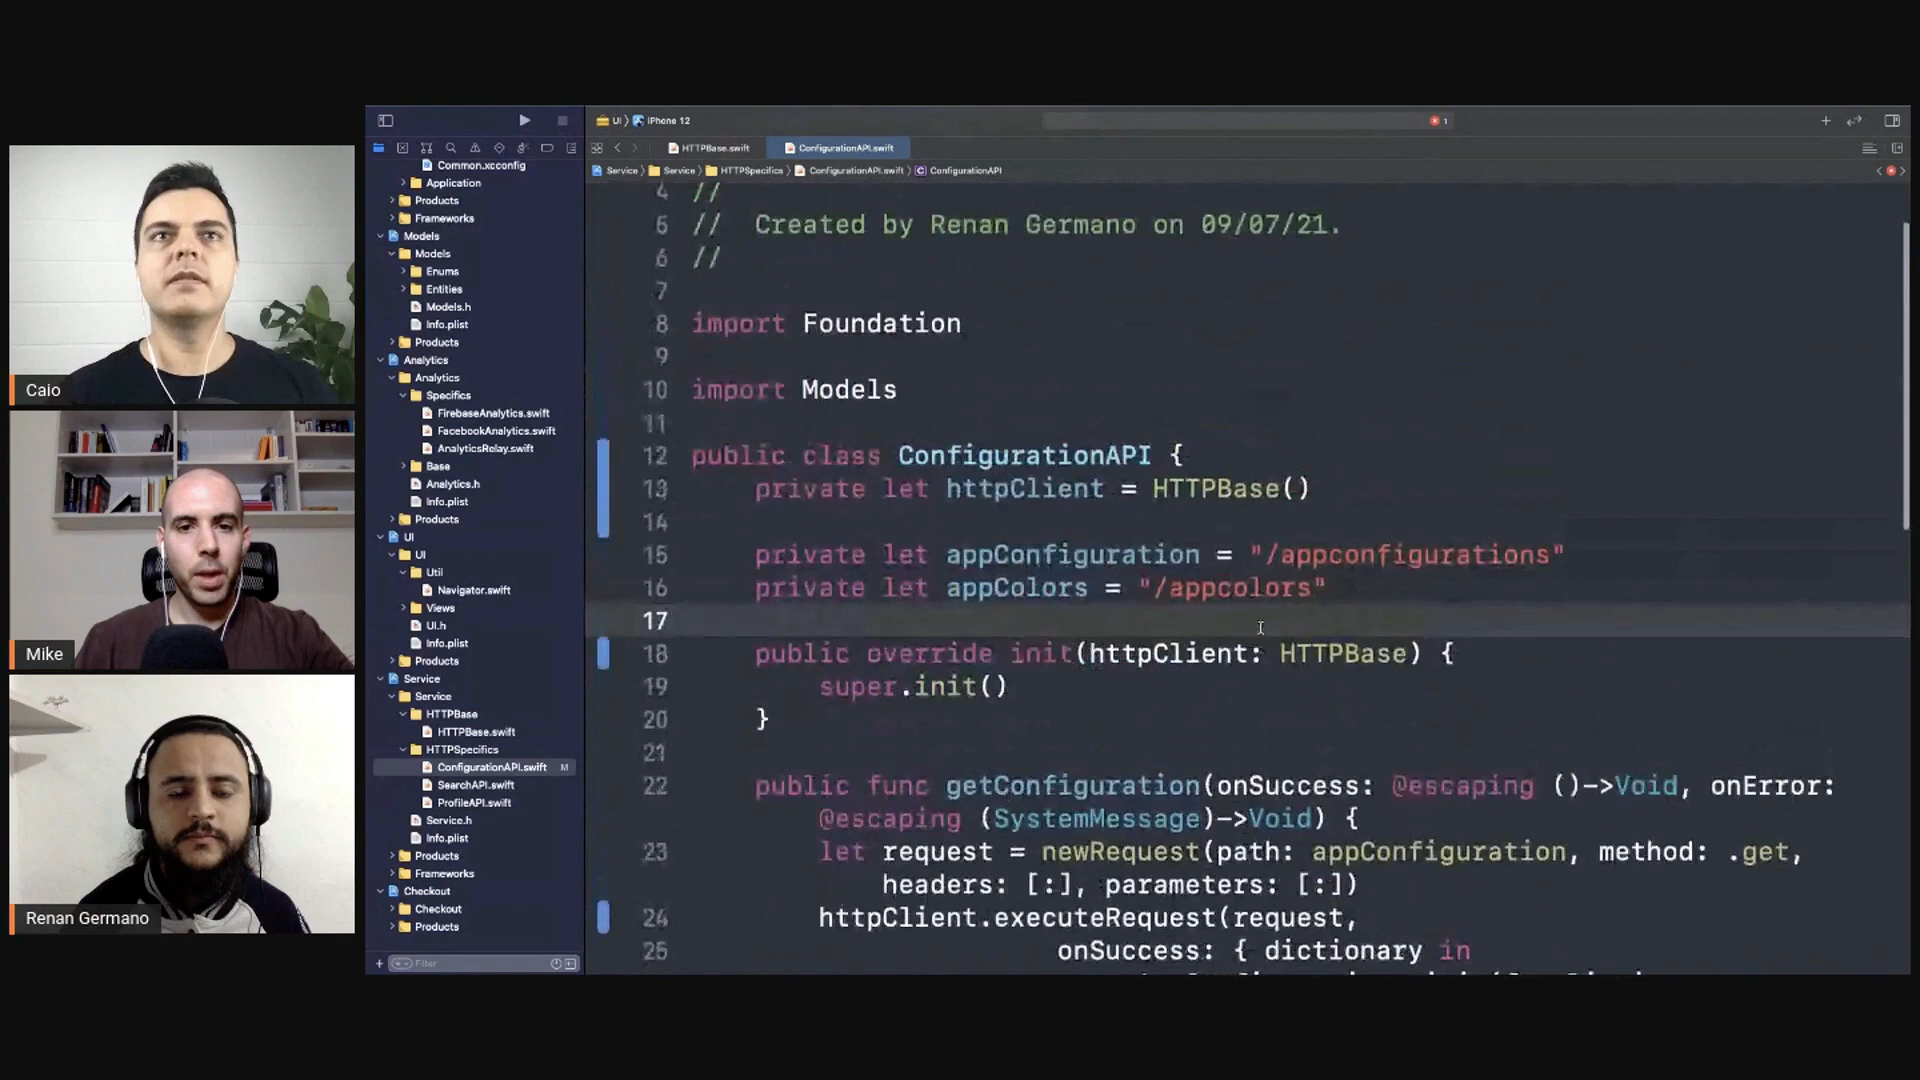 Caio
Mike
Renan Germano
Common.xcconfig
Application
Products
Frameworks
Models
Models
Enums
Entities
Models.h
Info.plist
Products
Analytics
Analytics
Specifics
FirebaseAnalytics.swift
FacebookAnalytics.swift
AnalyticsRelay.swift
Base
Analytics.h
Info.plist
Products
UI
UI
Util
Navigator.swift
Views
UI.h
Info.plist
Products
Service
Service
HTTPBase
HTTPBase.swift
HTTPSpecifics
ConfigurationAPI.swift M
SearchAPI.swift
ProfileAPI.swift
Service.h
Info.plist
Products
Frameworks
Checkout
Checkout
Products
Filter
UI iPhone 12 1
HTTPBase.swift ConfigurationAPI.swift
Service Service HTTPSpecifics ConfigurationAPI.swift C ConfigurationAPI
4 //
5 //  Created by Renan Germano on 09/07/21.
6 //
7
8 import Foundation
9
10 import Models
11
12 public class ConfigurationAPI {
13 private let httpClient = HTTPBase()
14
15 private let appConfiguration = "/appconfigurations"
16 private let appColors = "/appcolors"
17
18 public override init(httpClient: HTTPBase) {
19 super.init()
20 }
21
22 public func getConfiguration(onSuccess: @escaping ()->Void, onError:
@escaping (SystemMessage)->Void) {
23 let request = newRequest(path: appConfiguration, method: .get,
headers: [:], parameters: [:])
24 httpClient.executeRequest(request,
25 onSuccess: { dictionary in